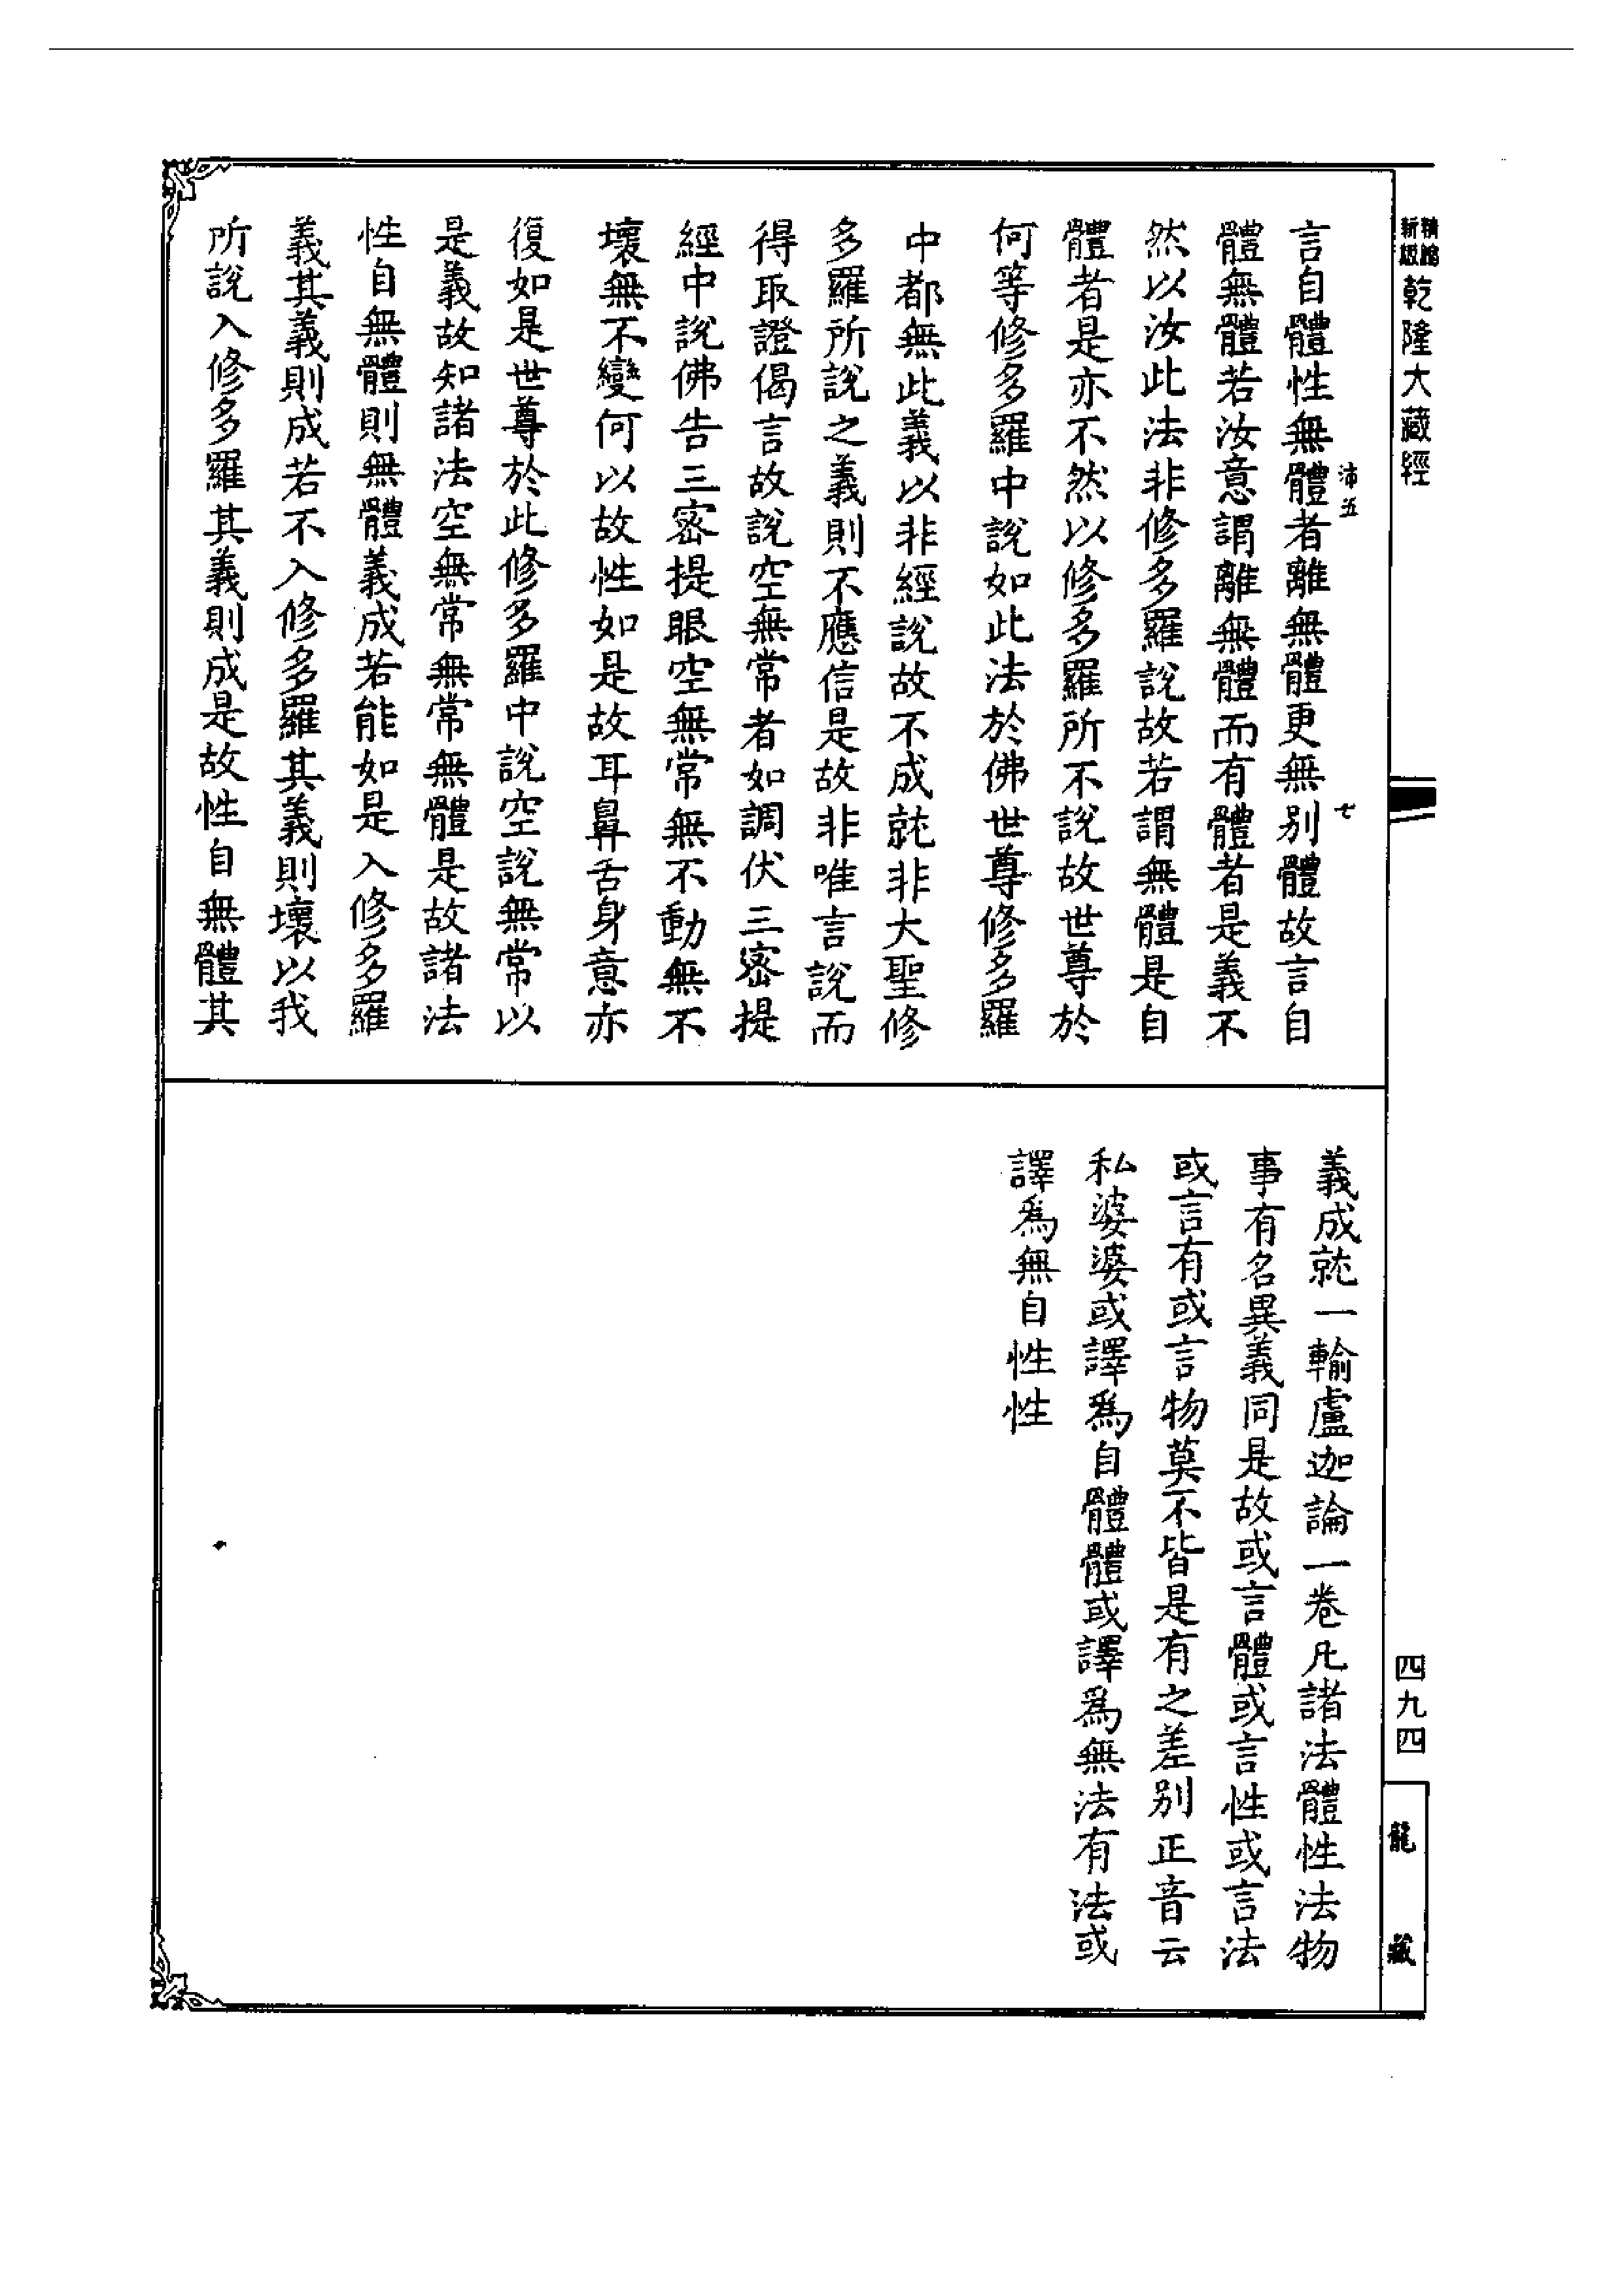 精縮新版乾隆大藏經
沛五
七
言自體性無體者離無體更無別體故言自
體無體若汝意謂離無體而有體者是義不
然以汝此法非修多羅說故若謂無體是自
體者是亦不然以修多羅所不說故世尊於
何等修多羅中說如此法於佛世尊修多羅
中都無此義以非經說故不成就非大聖修
多羅所說之義則不應信是故非唯言說而
得取證偈言故說空無常者如調伏三密提
經中說佛告三密提眼空無常無不動無不
壞無不變何以故性如是故耳鼻舌身意亦
復如是世尊於此修多羅中說空說無常以
是義故知諸法空無常無常無體是故諸法
性自無體則無體義成若能如是入修多羅
義其義則成若不入修多羅其義則壞以我
所說入修多羅其義則成是故性自無體其
義成就一輸盧迦論一卷凡諸法體性法物
事有名異義同是故或言體或言性或言法
或言有或言物莫不皆是有之差別正音云
私婆婆或譯爲自體體或譯爲無法有法或
譯爲無自性性
四九四
龍藏